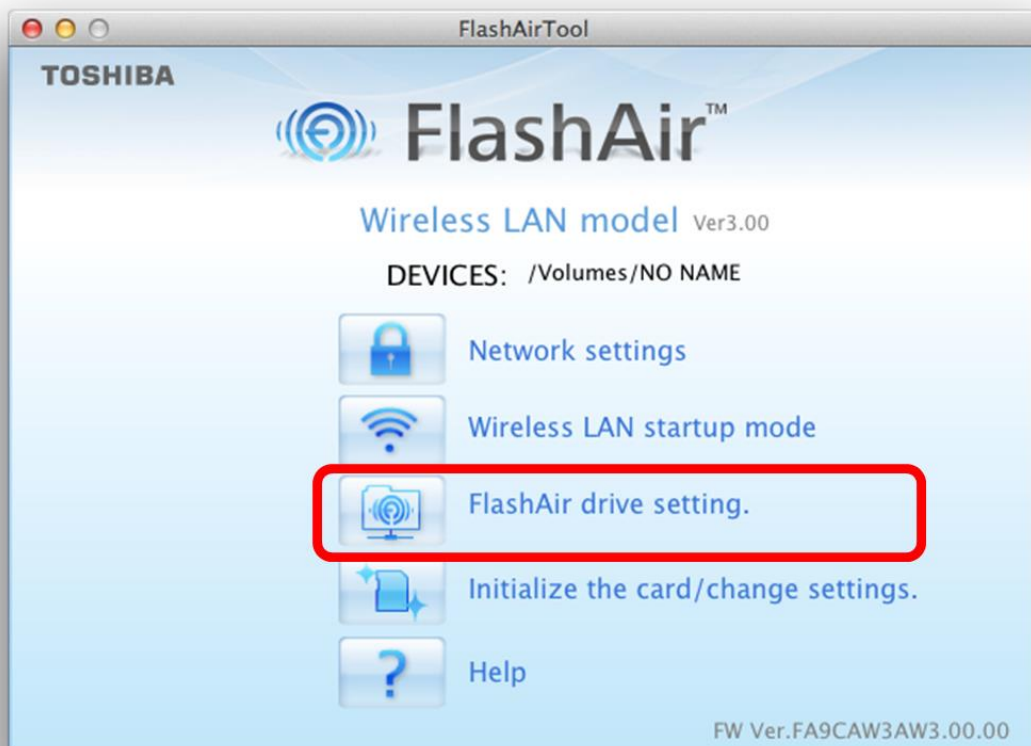 FlashAirTool
TOSHIBA
FlashAir™
Wireless LAN model Ver3.00
DEVICES: /Volumes/NO NAME
Network settings
Wireless LAN startup mode
FlashAir drive setting.
Initialize the card/change settings.
? Help
FW Ver.FA9CAW3AW3.00.00